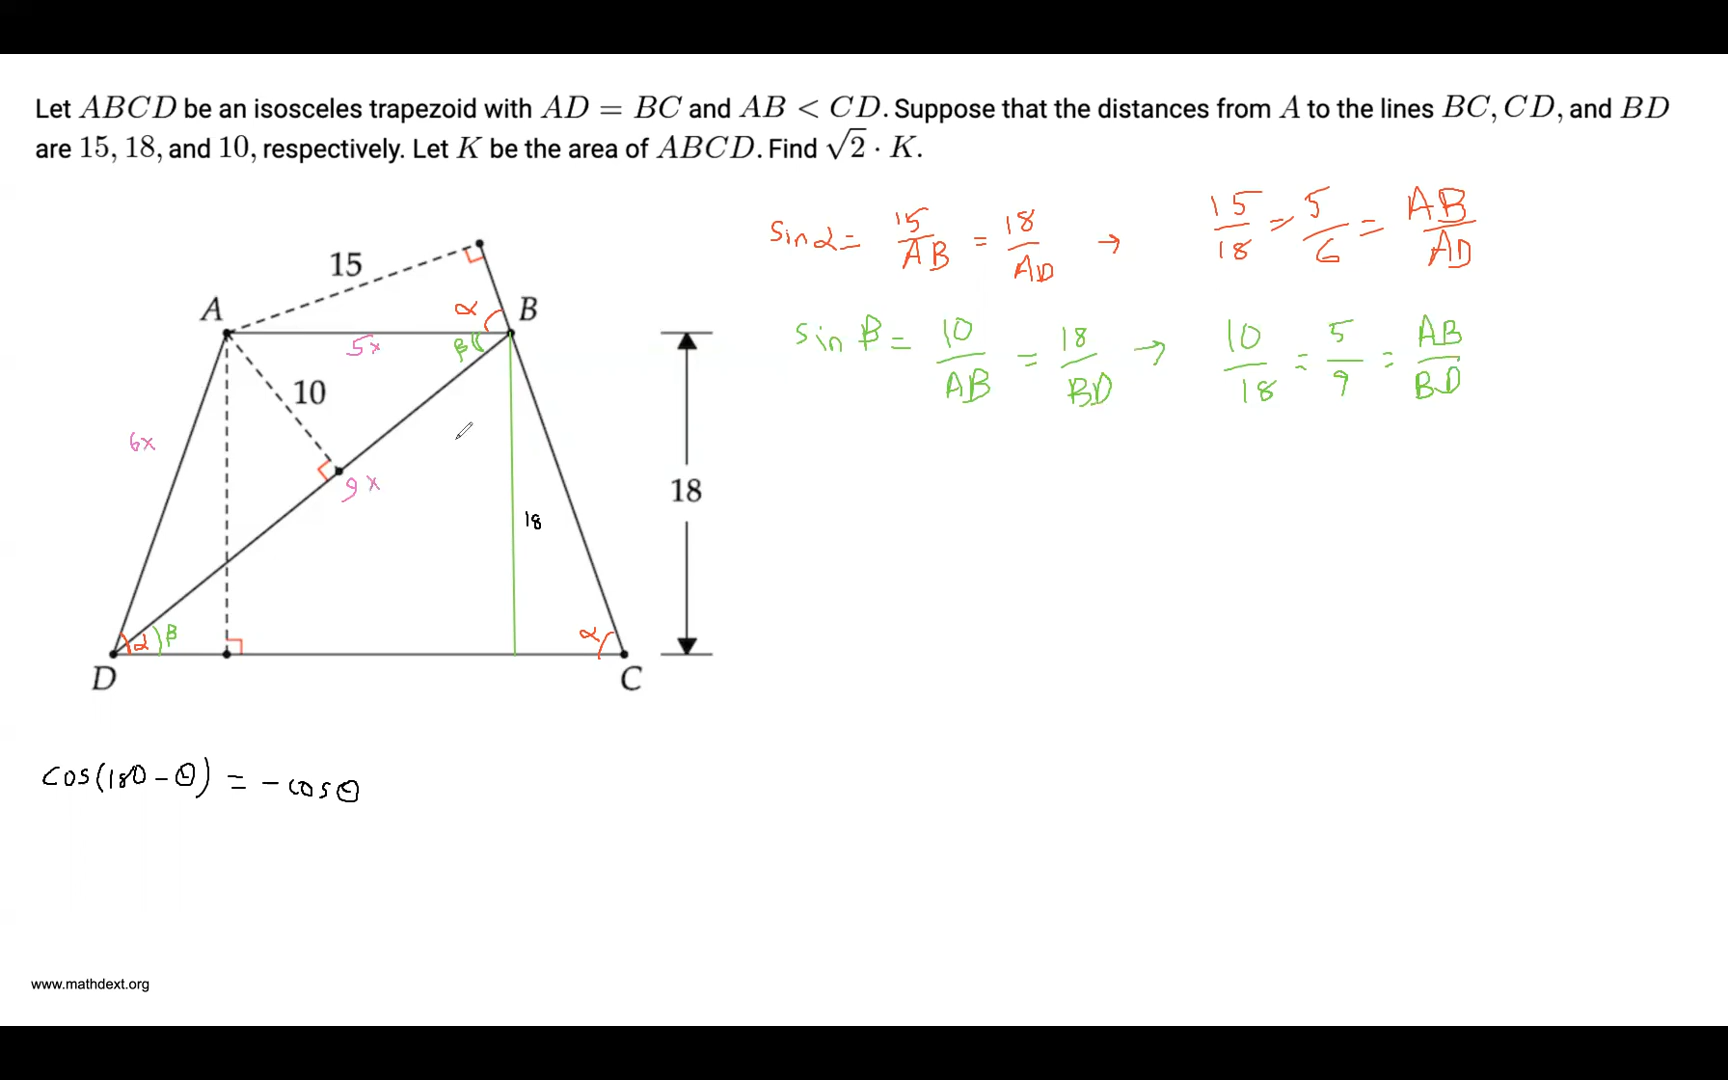 Let ABCD be an isosceles trapezoid with AD = BC and AB < CD. Suppose that the distances from A to the lines BC, CD, and BD
are 15, 18, and 10, respectively. Let K be the area of ABCD. Find √2 · K.
sin α = 15/AB = 18/AD → 15/18 = 5/6 = AB/AD
sin β = 10/AB = 18/BD → 10/18 = 5/9 = AB/BD
15
A
α
B
5x
β
10
6x
9x
18
18
α
β
α
D
C
cos(180 - θ) = - cos θ
www.mathdext.org